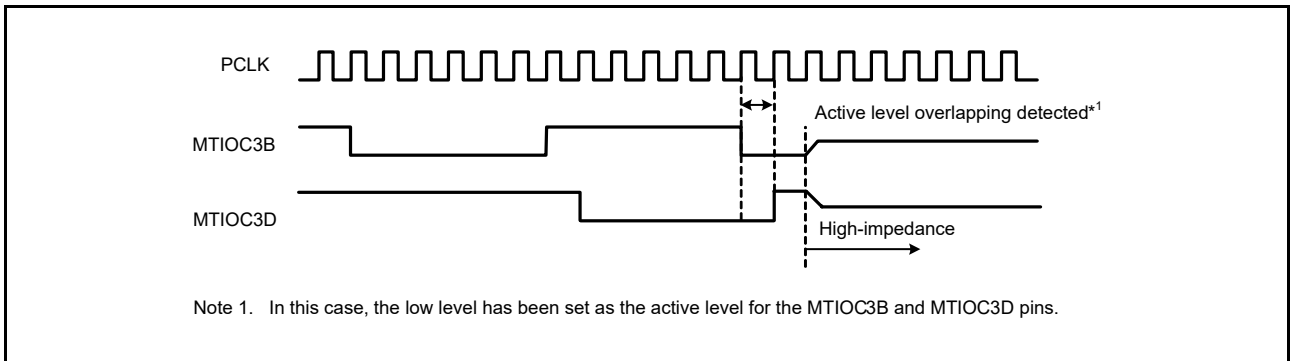 PCLK
Active level overlapping detected*1
MTIOC3B
MTIOC3D
High-impedance
Note 1. In this case, the low level has been set as the active level for the MTIOC3B and MTIOC3D pins.